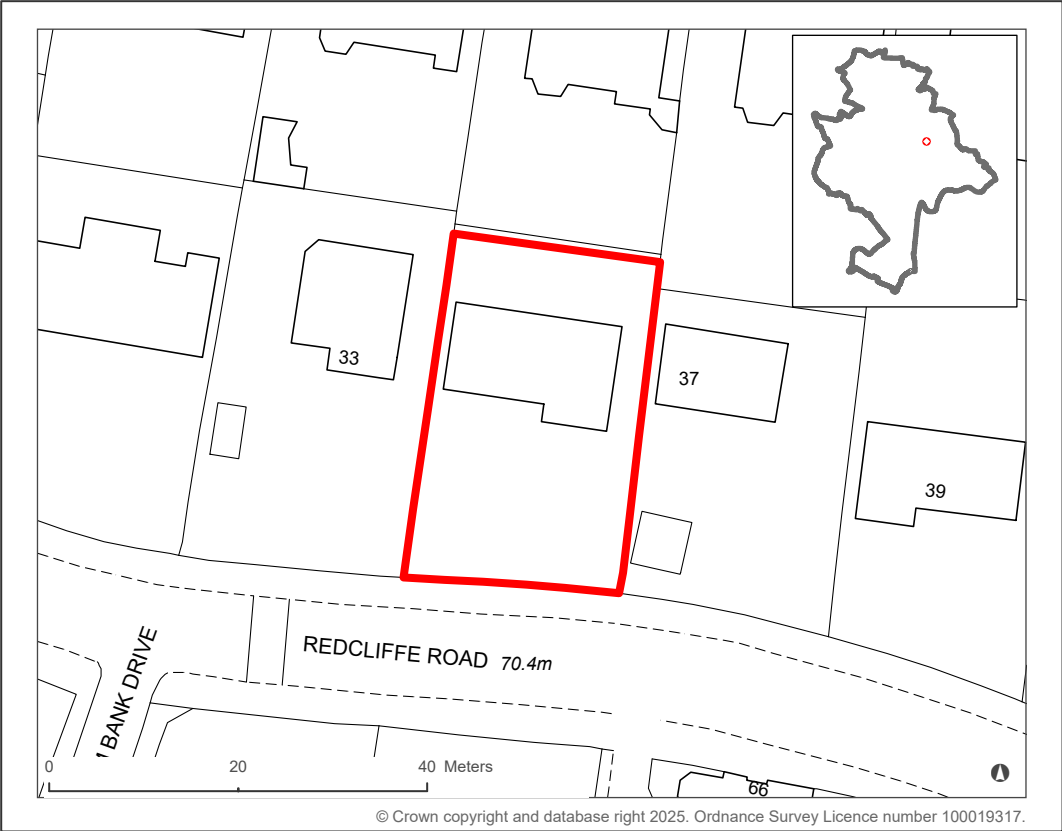 33
37
39
REDCLIFFE ROAD 70.4m
BANK DRIVE
66
0 20 40 Meters
© Crown copyright and database right 2025. Ordnance Survey Licence number 100019317.